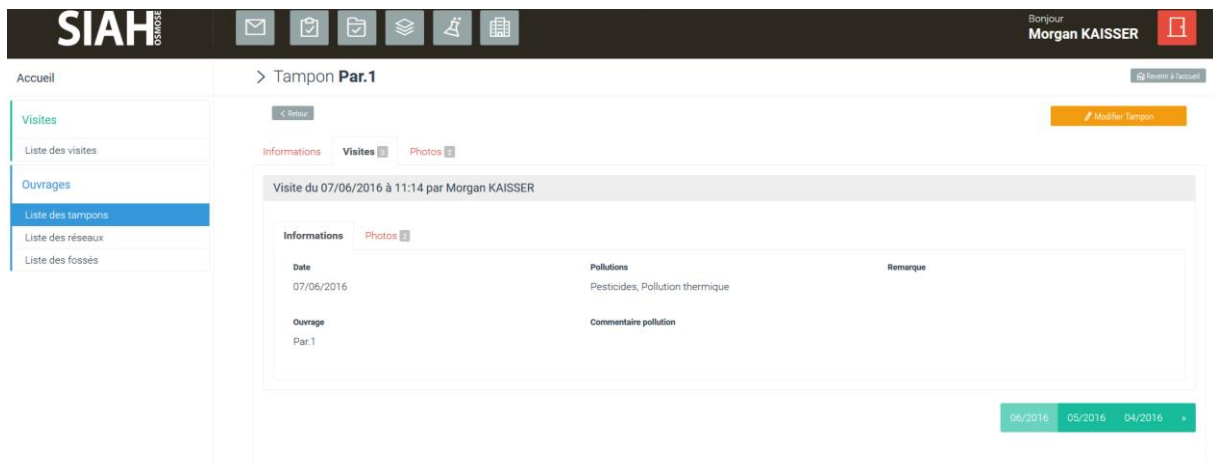 SIAH OSMOSE
Bonjour
Morgan KAISSER
Accueil
> Tampon Par.1
Revenir à l'accueil
Visites
Liste des visites
Ouvrages
Liste des tampons
Liste des réseaux
Liste des fossés
< Retour
Modifier Tampon
Informations Visites Photos
Visite du 07/06/2016 à 11:14 par Morgan KAISSER
Informations Photos
Date Pollutions Remarque
07/06/2016 Pesticides, Pollution thermique
Ouvrage Commentaire pollution
Par.1
06/2016 05/2016 04/2016 »